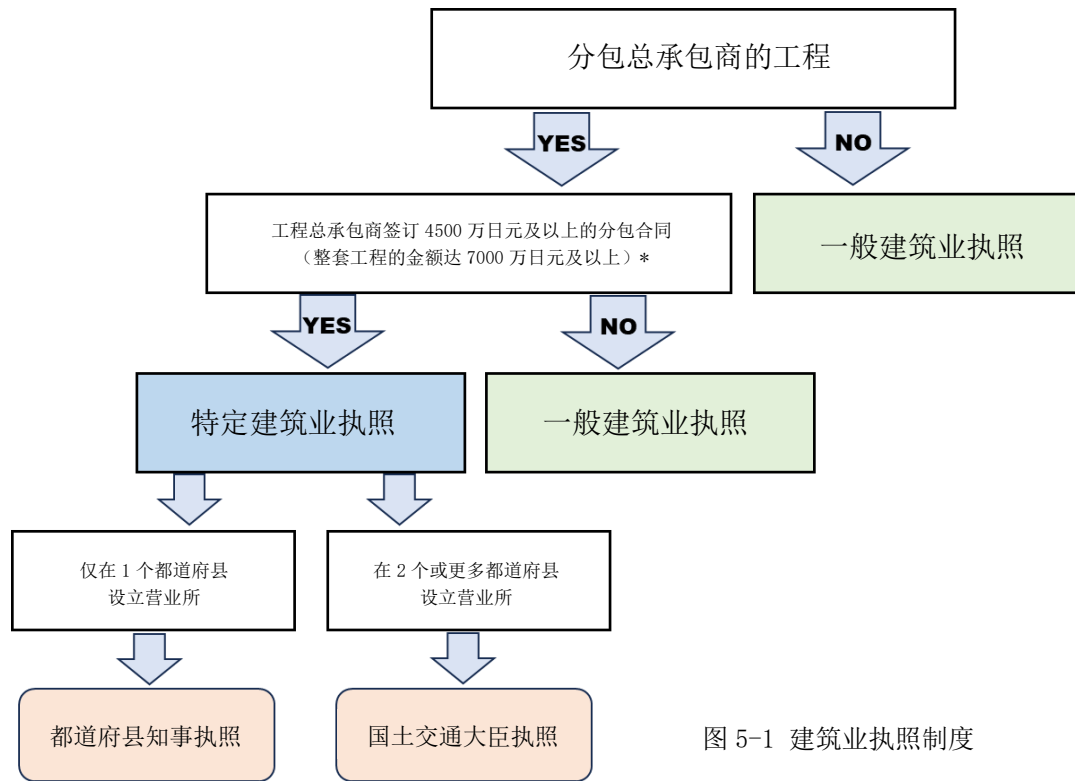 分包总承包商的工程
YES
NO
工程总承包商签订 4500 万日元及以上的分包合同
（整套工程的金额达 7000 万日元及以上）*
一般建筑业执照
YES
NO
特定建筑业执照
一般建筑业执照
仅在 1 个都道府县
设立营业所
在 2 个或更多都道府县
设立营业所
都道府县知事执照
国土交通大臣执照
图 5-1 建筑业执照制度